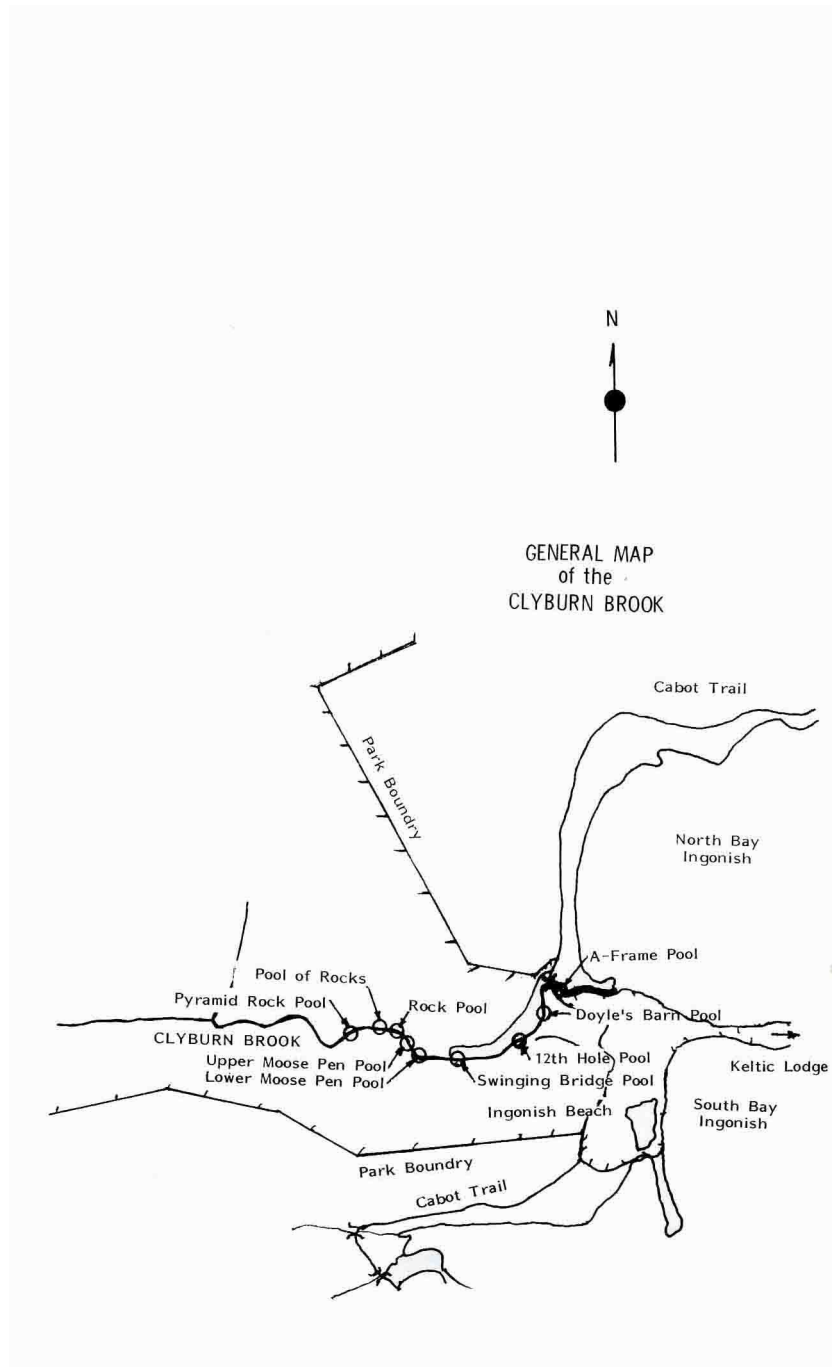 N
GENERAL MAP
of the
CLYBURN BROOK
Cabot Trail
Park Boundry
North Bay
Ingonish
A-Frame Pool
Pool of Rocks
Pyramid Rock Pool
Rock Pool
Doyle's Barn Pool
CLYBURN BROOK
Upper Moose Pen Pool
12th Hole Pool
Keltic Lodge
Lower Moose Pen Pool
Swinging Bridge Pool
Ingonish Beach
South Bay
Ingonish
Park Boundry
Cabot Trail